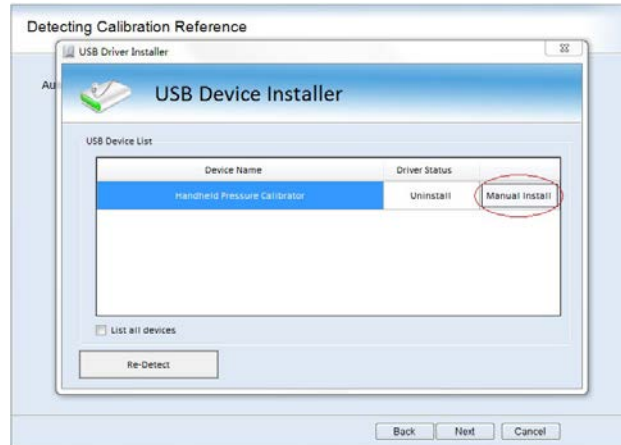 Detecting Calibration Reference
USB Driver Installer
Au
USB Device Installer
USB Device List
Device Name Driver Status
Handheld Pressure Calibrator Uninstall Manual Install
List all devices
Re-Detect
Back Next Cancel